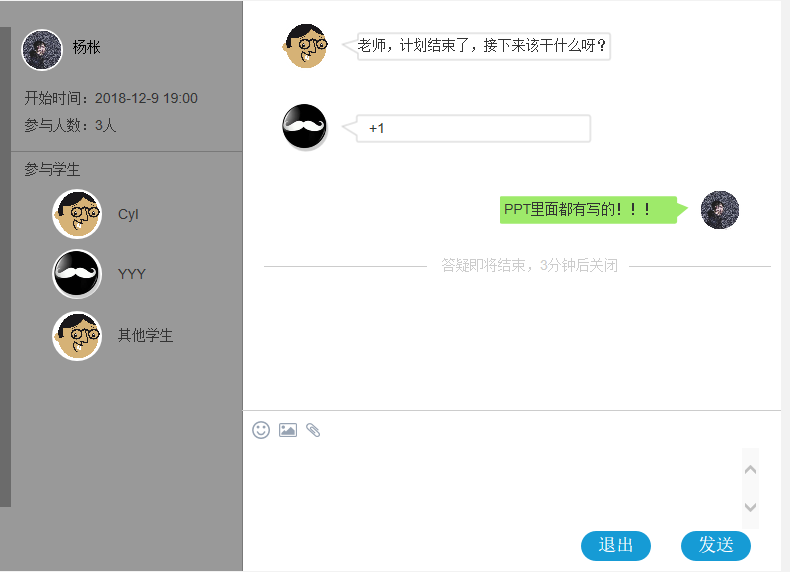 杨枨
开始时间：2018-12-9 19:00
参与人数：3人
参与学生
Cyl
YYY
其他学生
老师，计划结束了，接下来该干什么呀？
+1
PPT里面都有写的！！！
答疑即将结束，3分钟后关闭
退出
发送